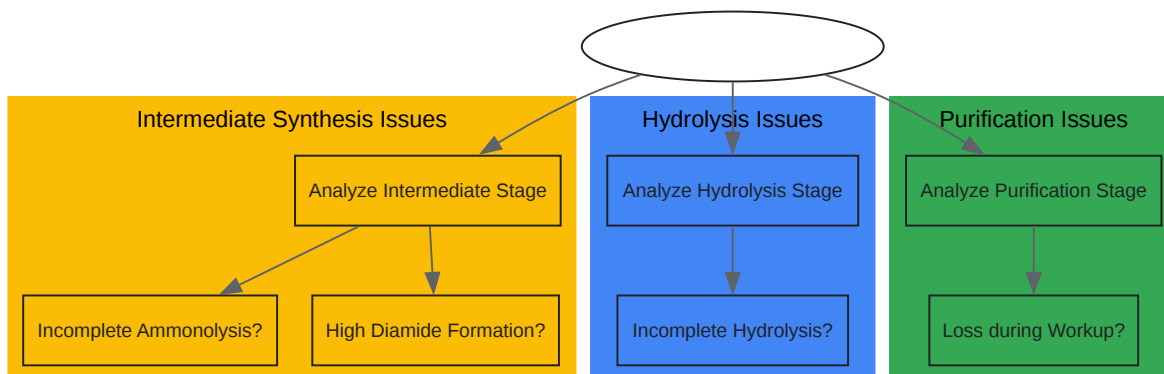 Intermediate Synthesis Issues
Hydrolysis Issues
Purification Issues
Analyze Intermediate Stage
Analyze Hydrolysis Stage
Analyze Purification Stage
Incomplete Ammonolysis?
High Diamide Formation?
Incomplete Hydrolysis?
Loss during Workup?